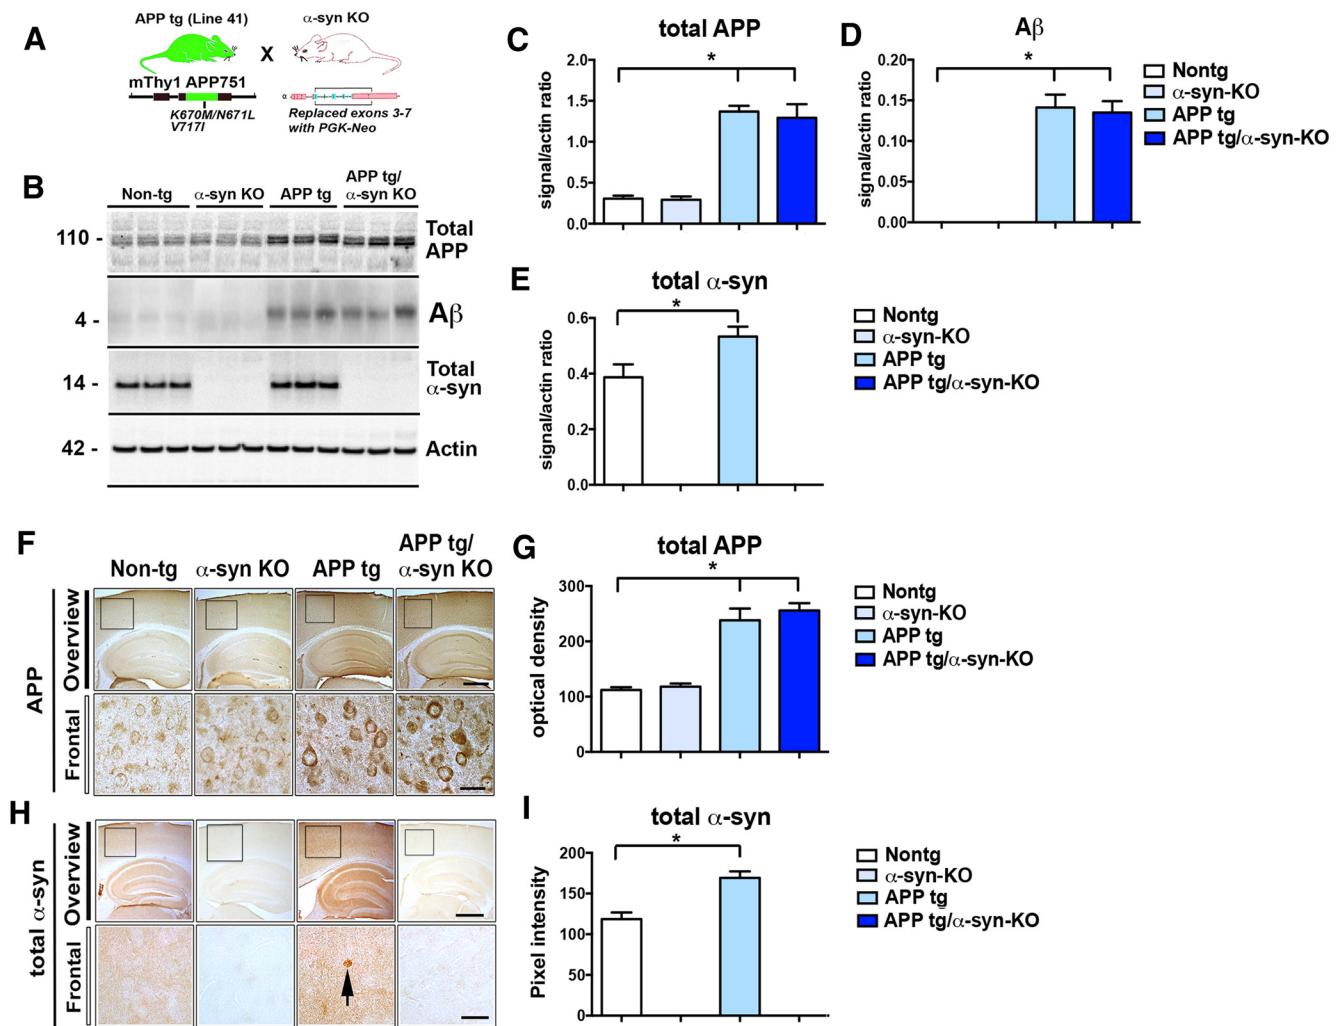 A
APP tg (Line 41)
α-syn KO
X
mThy1 APP751
K670M/N671L
V717I
α
Replaced exons 3-7
with PGK-Neo
B
Non-tg
α-syn KO
APP tg
APP tg/
α-syn KO
110 -
Total
APP
4 -
Aβ
14 -
Total
α-syn
42 -
Actin
C
total APP
signal/actin ratio
2.0
1.5
1.0
0.5
0.0
*
D
Aβ
signal/actin ratio
0.20
0.15
0.10
0.05
0.00
*
Nontg
α-syn-KO
APP tg
APP tg/α-syn-KO
E
total α-syn
signal/actin ratio
0.6
0.4
0.2
0.0
*
Nontg
α-syn-KO
APP tg
APP tg/α-syn-KO
F
Non-tg
α-syn KO
APP tg
APP tg/
α-syn KO
APP
Overview
Frontal
G
total APP
optical density
300
200
100
0
*
Nontg
α-syn-KO
APP tg
APP tg/α-syn-KO
H
total α-syn
Overview
Frontal
I
total α-syn
Pixel intensity
200
150
100
50
0
*
Nontg
α-syn-KO
APP tg
APP tg/α-syn-KO